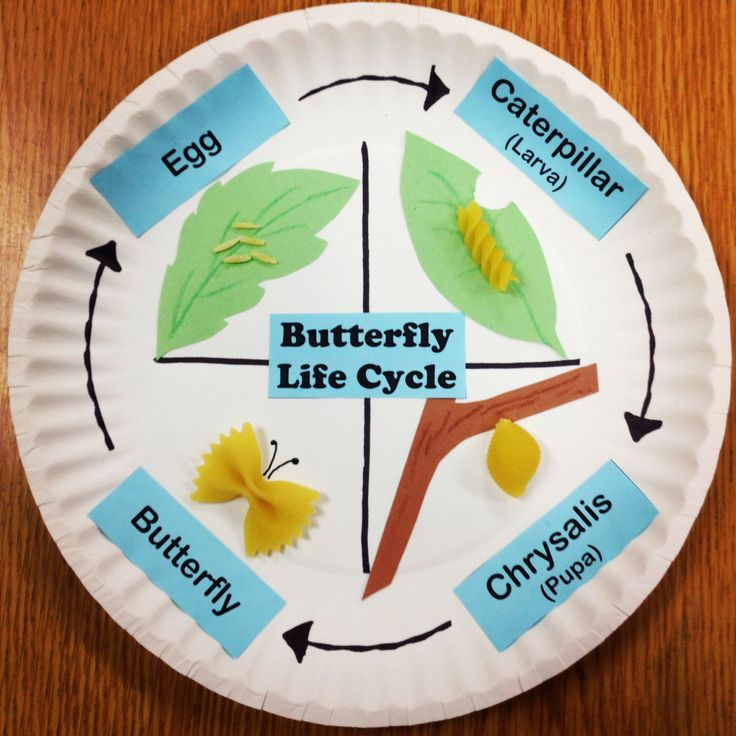 Egg
Caterpillar
(Larva)
Butterfly
Life Cycle
Butterfly
Chrysalis
(Pupa)